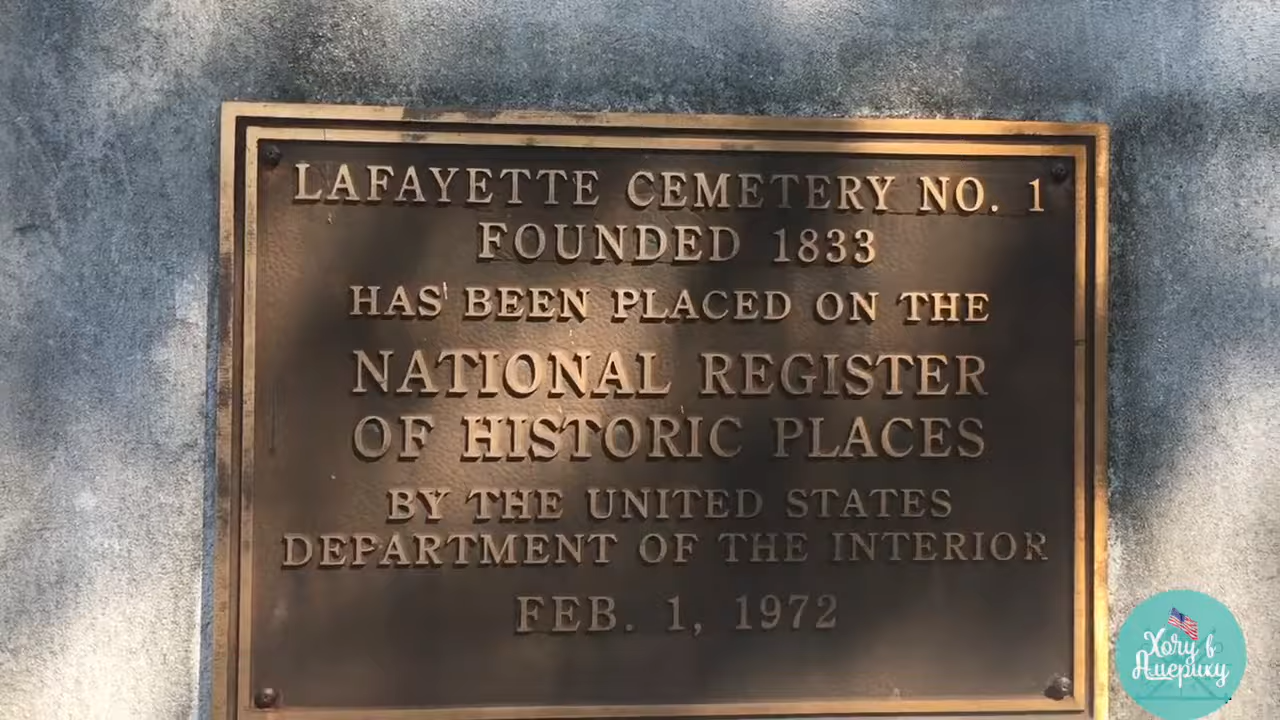 LAFAYETTE CEMETERY NO. 1
FOUNDED 1833
HAS BEEN PLACED ON THE
NATIONAL REGISTER
OF HISTORIC PLACES
BY THE UNITED STATES
DEPARTMENT OF THE INTERIOR
FEB. 1, 1972
Хочу в
Америку